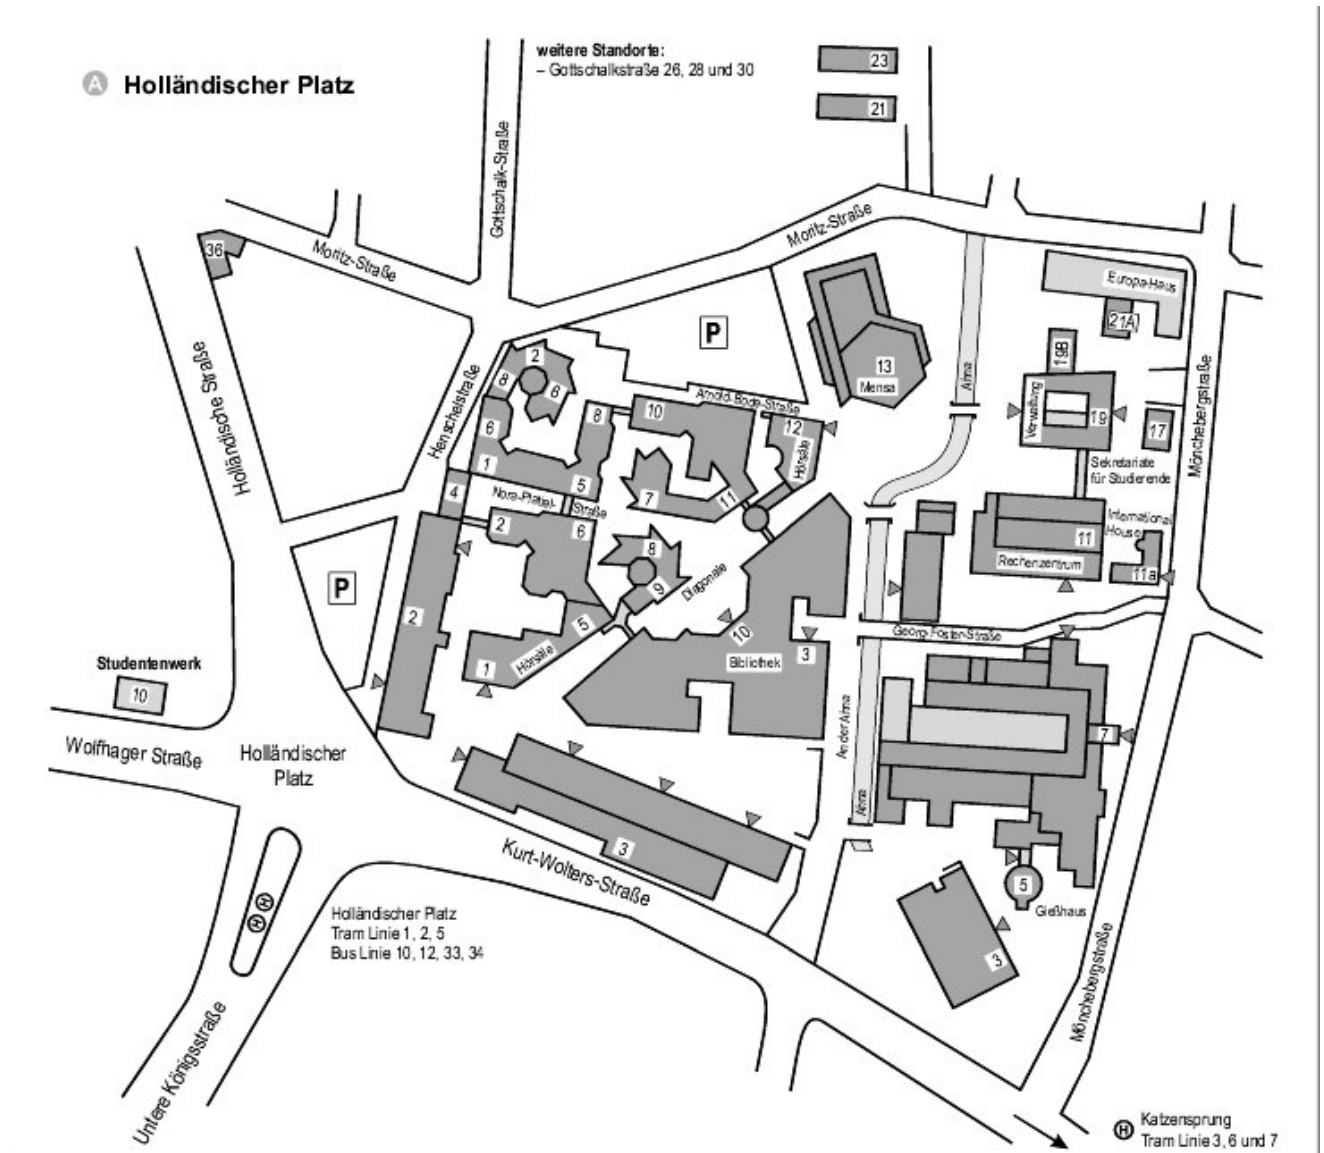 A Holländischer Platz
weitere Standorte:
– Gottschalkstraße 26, 28 und 30
23
21
Gottschalk-Straße
Moritz-Straße
36
Moritz-Straße
Europa-Haus
21A
19B
P
13
Mensa
Ahna
Holländische Straße
Henschelstraße
2
8
6
Arnold-Bode-Straße
10
8
12
Hörsäle
Verwaltung
19
17
Mönchebergstraße
Sekretariate
für Studierende
6
1
5
4
Nora-Platiel-
Straße
7
11
2
6
International
House
11
Rechenzentrum
11a
P
2
8
9
Diagonale
10
Bibliothek
3
Georg-Foster-Straße
5
Hörsäle
1
Studentenwerk
10
Wolfhager Straße
Holländischer
Platz
An der Ahna
Ahna
7
3
Kurt-Wolters-Straße
5
Gießhaus
3
Mönchebergstraße
H H
Holländischer Platz
Tram Linie 1, 2, 5
Bus Linie 10, 12, 33, 34
Untere Königsstraße
H Katzensprung
Tram Linie 3, 6 und 7